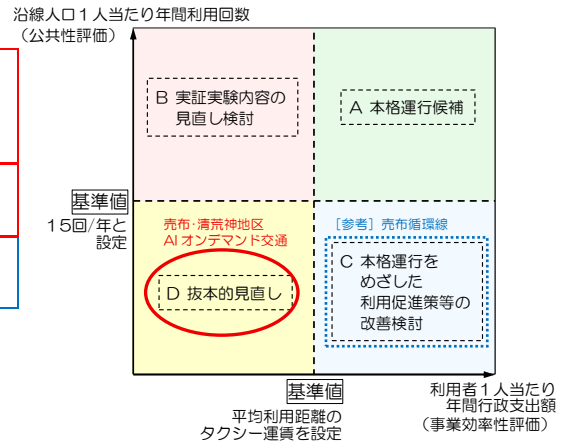 沿線人口１人当たり年間利用回数
（公共性評価）
B 実証実験内容の
見直し検討
A 本格運行候補
基準値
１５回/年と
設定
売布・清荒神地区
AIオンデマンド交通
[参考] 売布循環線
D 抜本的見直し
C 本格運行を
めざした
利用促進策等の
改善検討
基準値
平均利用距離の
タクシー運賃を設定
利用者１人当たり
年間行政支出額
（事業効率性評価）